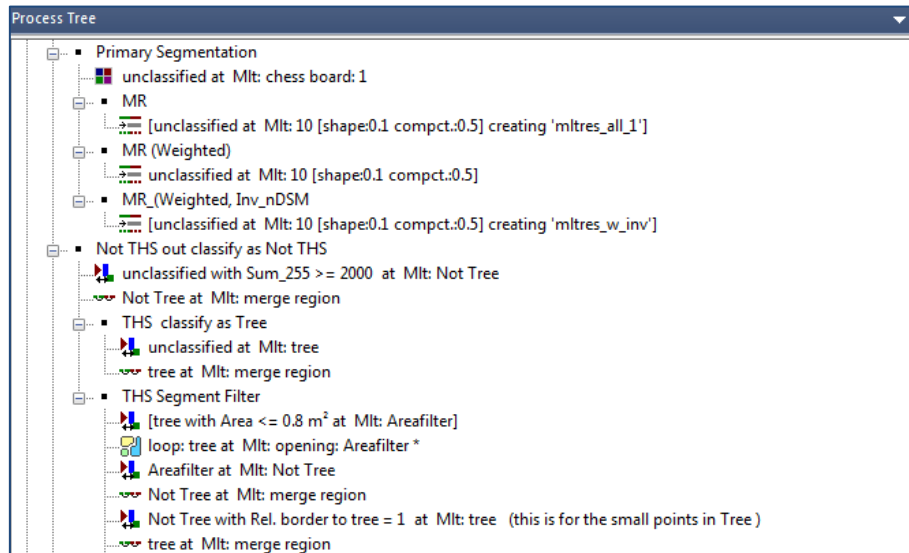 Process Tree
Primary Segmentation
unclassified at Mlt: chess board: 1
MR
[unclassified at Mlt: 10 [shape:0.1 compct.:0.5] creating 'mltres_all_1']
MR (Weighted)
unclassified at Mlt: 10 [shape:0.1 compct.:0.5]
MR_(Weighted, Inv_nDSM
[unclassified at Mlt: 10 [shape:0.1 compct.:0.5] creating 'mltres_w_inv']
Not THS out classify as Not THS
unclassified with Sum_255 >= 2000 at Mlt: Not Tree
Not Tree at Mlt: merge region
THS classify as Tree
unclassified at Mlt: tree
tree at Mlt: merge region
THS Segment Filter
[tree with Area <= 0.8 m² at Mlt: Areafilter]
loop: tree at Mlt: opening: Areafilter *
Areafilter at Mlt: Not Tree
Not Tree at Mlt: merge region
Not Tree with Rel. border to tree = 1 at Mlt: tree (this is for the small points in Tree )
tree at Mlt: merge region